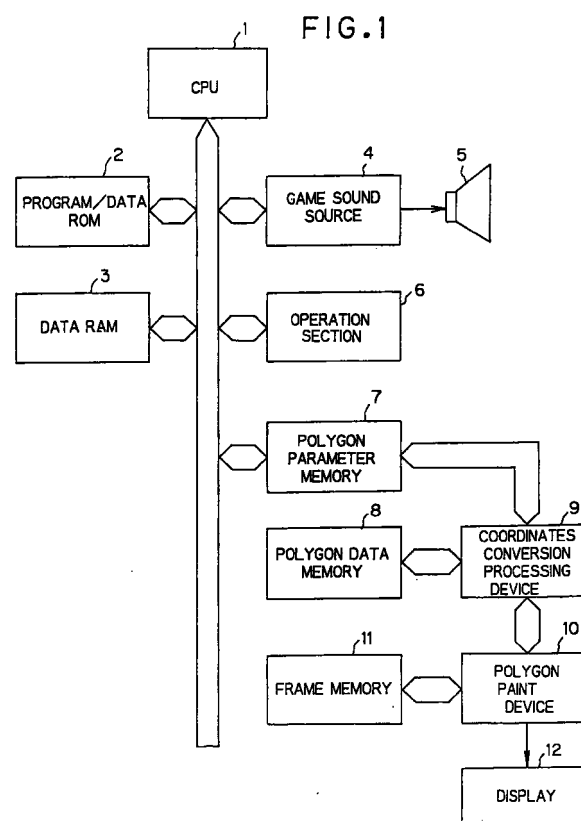 FIG.1
1
CPU
2
PROGRAM/DATA
ROM
4
GAME SOUND
SOURCE
5
3
DATA RAM
6
OPERATION
SECTION
7
POLYGON
PARAMETER
MEMORY
8
POLYGON DATA
MEMORY
9
COORDINATES
CONVERSION
PROCESSING
DEVICE
11
FRAME MEMORY
10
POLYGON
PAINT
DEVICE
12
DISPLAY